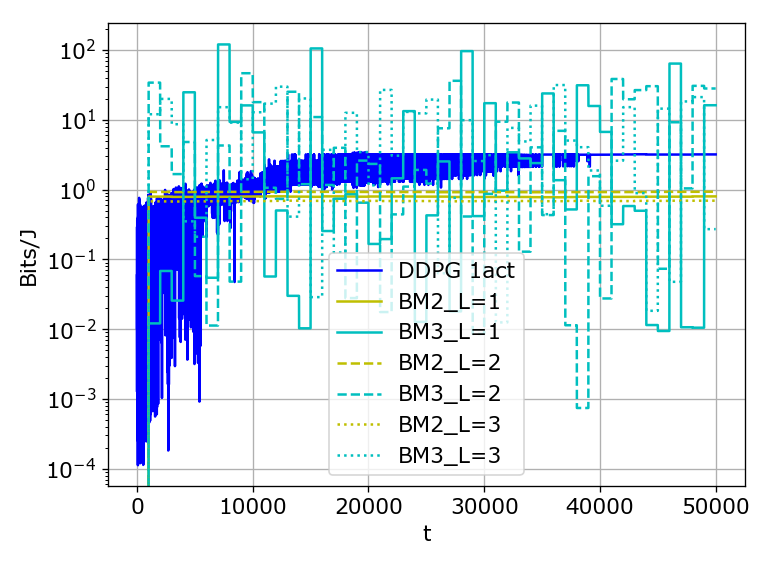 Bits/J
10²
10¹
10⁰
10⁻¹
10⁻²
10⁻³
10⁻⁴
DDPG 1act
BM2_L=1
BM3_L=1
BM2_L=2
BM3_L=2
BM2_L=3
BM3_L=3
0 10000 20000 30000 40000 50000
t